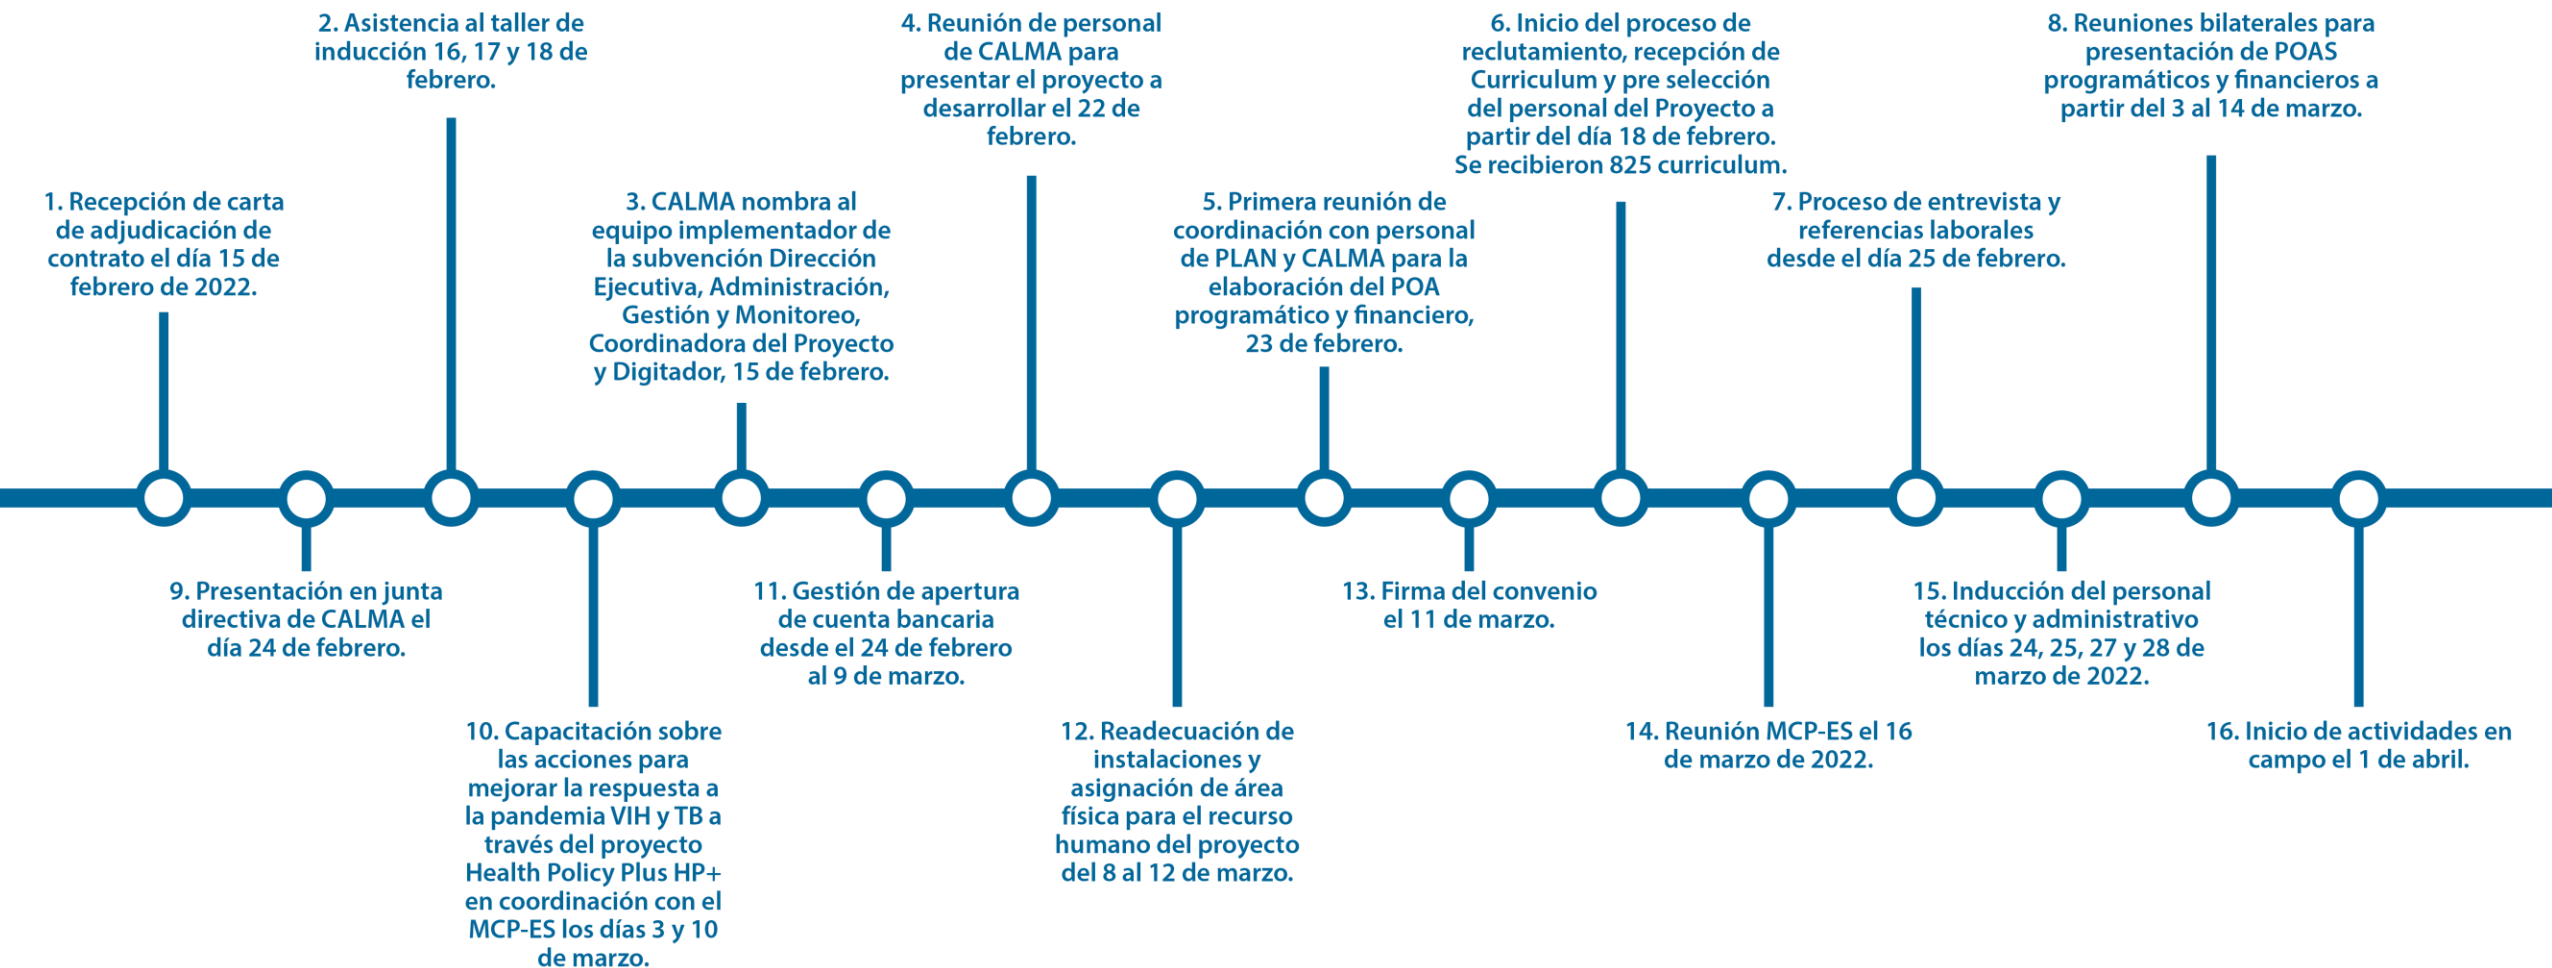 1. Recepción de carta
de adjudicación de
contrato el día 15 de
febrero de 2022.
2. Asistencia al taller de
inducción 16, 17 y 18 de
febrero.
3. CALMA nombra al
equipo implementador de
la subvención Dirección
Ejecutiva, Administración,
Gestión y Monitoreo,
Coordinadora del Proyecto
y Digitador, 15 de febrero.
4. Reunión de personal
de CALMA para
presentar el proyecto a
desarrollar el 22 de
febrero.
5. Primera reunión de
coordinación con personal
de PLAN y CALMA para la
elaboración del POA
programático y financiero,
23 de febrero.
6. Inicio del proceso de
reclutamiento, recepción de
Curriculum y pre selección
del personal del Proyecto a
partir del día 18 de febrero.
Se recibieron 825 curriculum.
7. Proceso de entrevista y
referencias laborales
desde el día 25 de febrero.
8. Reuniones bilaterales para
presentación de POAS
programáticos y financieros a
partir del 3 al 14 de marzo.
9. Presentación en junta
directiva de CALMA el
día 24 de febrero.
10. Capacitación sobre
las acciones para
mejorar la respuesta a
la pandemia VIH y TB a
través del proyecto
Health Policy Plus HP+
en coordinación con el
MCP-ES los días 3 y 10
de marzo.
11. Gestión de apertura
de cuenta bancaria
desde el 24 de febrero
al 9 de marzo.
12. Readecuación de
instalaciones y
asignación de área
física para el recurso
humano del proyecto
del 8 al 12 de marzo.
13. Firma del convenio
el 11 de marzo.
14. Reunión MCP-ES el 16
de marzo de 2022.
15. Inducción del personal
técnico y administrativo
los días 24, 25, 27 y 28 de
marzo de 2022.
16. Inicio de actividades en
campo el 1 de abril.